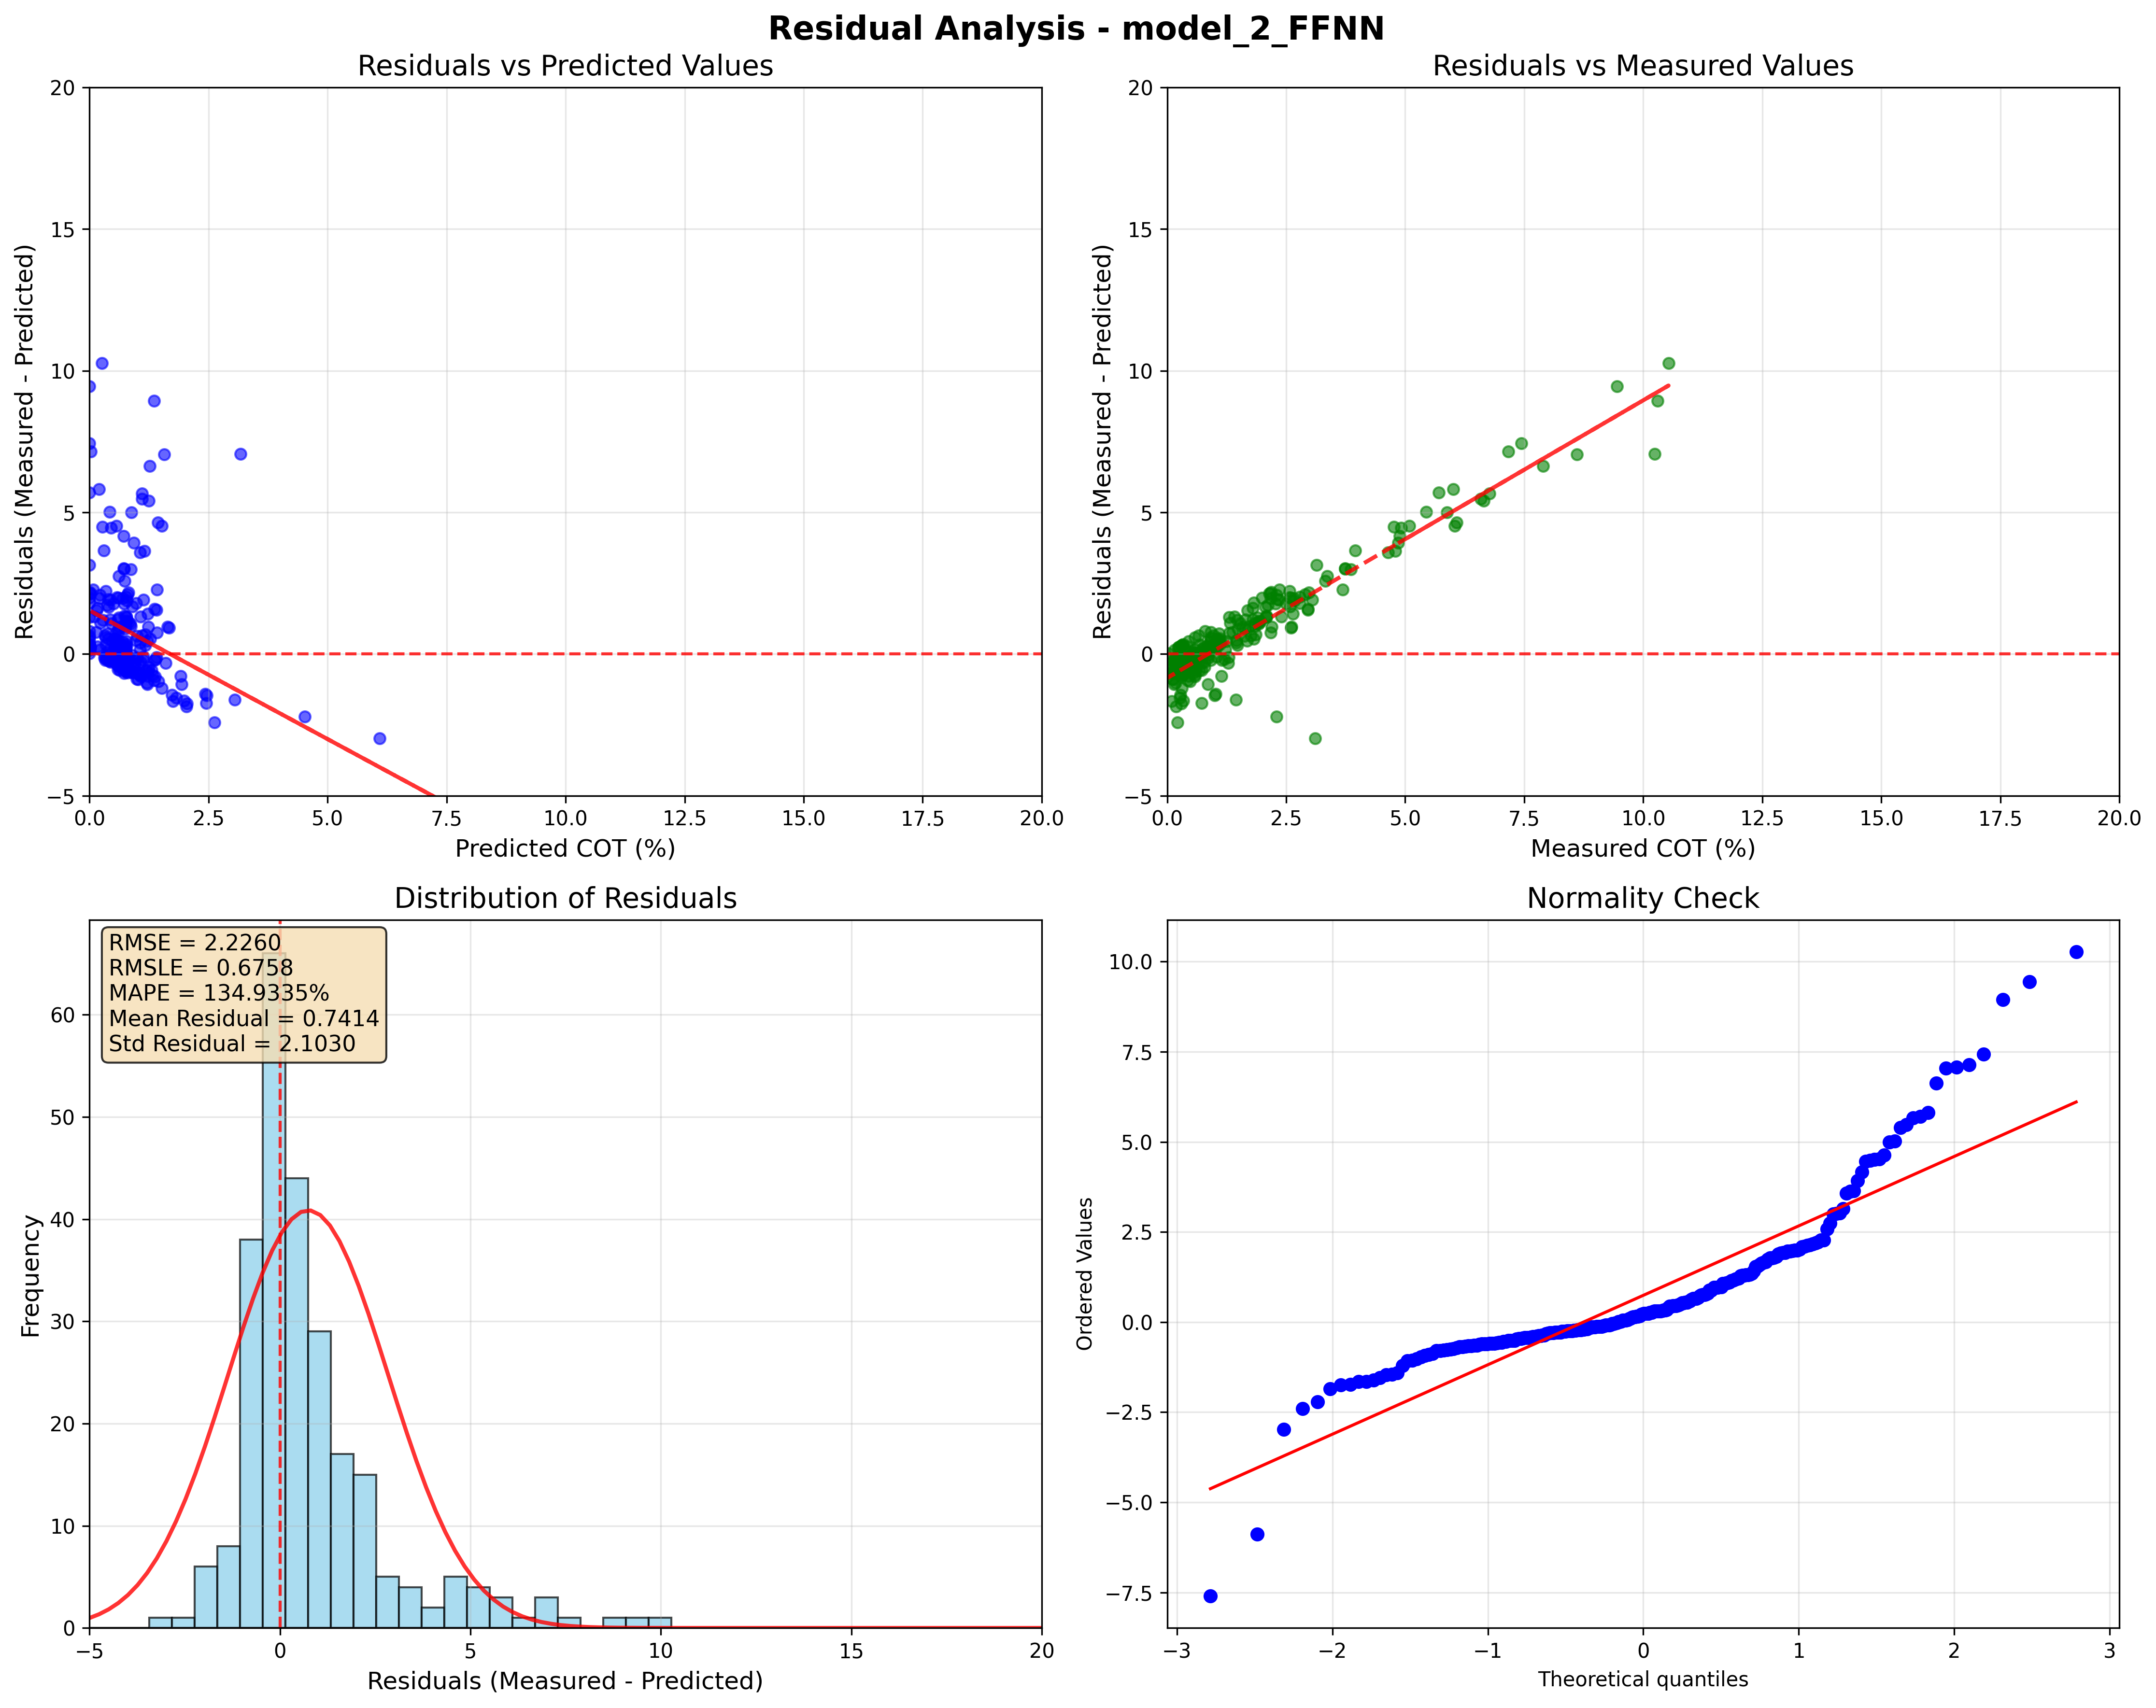 Residual Analysis - model_2_FFNN
Residuals vs Predicted Values
20
15
10
5
0
−5
0.0 2.5 5.0 7.5 10.0 12.5 15.0 17.5 20.0
Residuals (Measured - Predicted)
Predicted COT (%)
Residuals vs Measured Values
20
15
10
5
0
−5
0.0 2.5 5.0 7.5 10.0 12.5 15.0 17.5 20.0
Residuals (Measured - Predicted)
Measured COT (%)
Distribution of Residuals
RMSE = 2.2260
RMSLE = 0.6758
MAPE = 134.9335%
Mean Residual = 0.7414
Std Residual = 2.1030
60
50
40
30
20
10
0
−5 0 5 10 15 20
Frequency
Residuals (Measured - Predicted)
Normality Check
10.0
7.5
5.0
2.5
0.0
−2.5
−5.0
−7.5
−3 −2 −1 0 1 2 3
Ordered Values
Theoretical quantiles